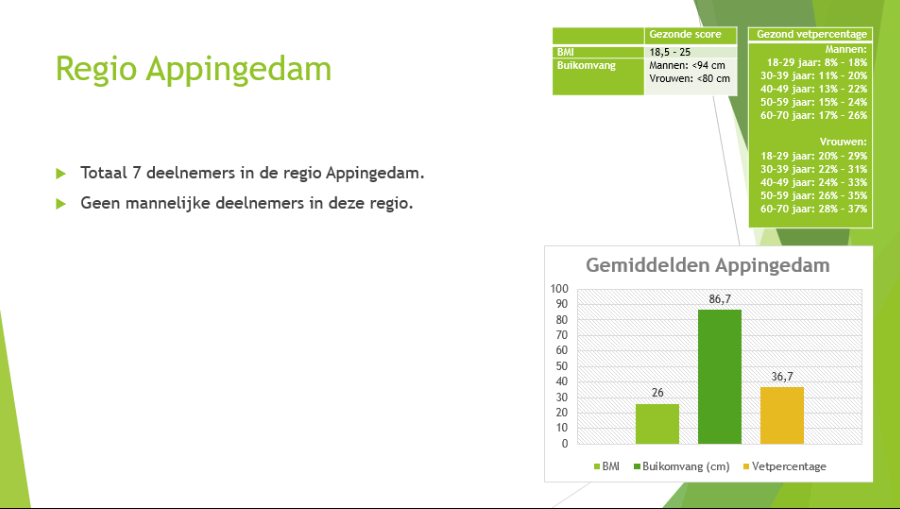 Regio Appingedam
Totaal 7 deelnemers in de regio Appingedam.
Geen mannelijke deelnemers in deze regio.
Gezonde score
BMI 18,5 - 25
Buikomvang Mannen: <94 cm
Vrouwen: <80 cm
Gezond vetpercentage
Mannen:
18-29 jaar: 8% - 18%
30-39 jaar: 11% - 20%
40-49 jaar: 13% - 22%
50-59 jaar: 15% - 24%
60-70 jaar: 17% - 26%
Vrouwen:
18-29 jaar: 20% - 29%
30-39 jaar: 22% - 31%
40-49 jaar: 24% - 33%
50-59 jaar: 26% - 35%
60-70 jaar: 28% - 37%
Gemiddelden Appingedam
100
90
80
70
60
50
40
30
20
10
0
26
86,7
36,7
BMI Buikomvang (cm) Vetpercentage